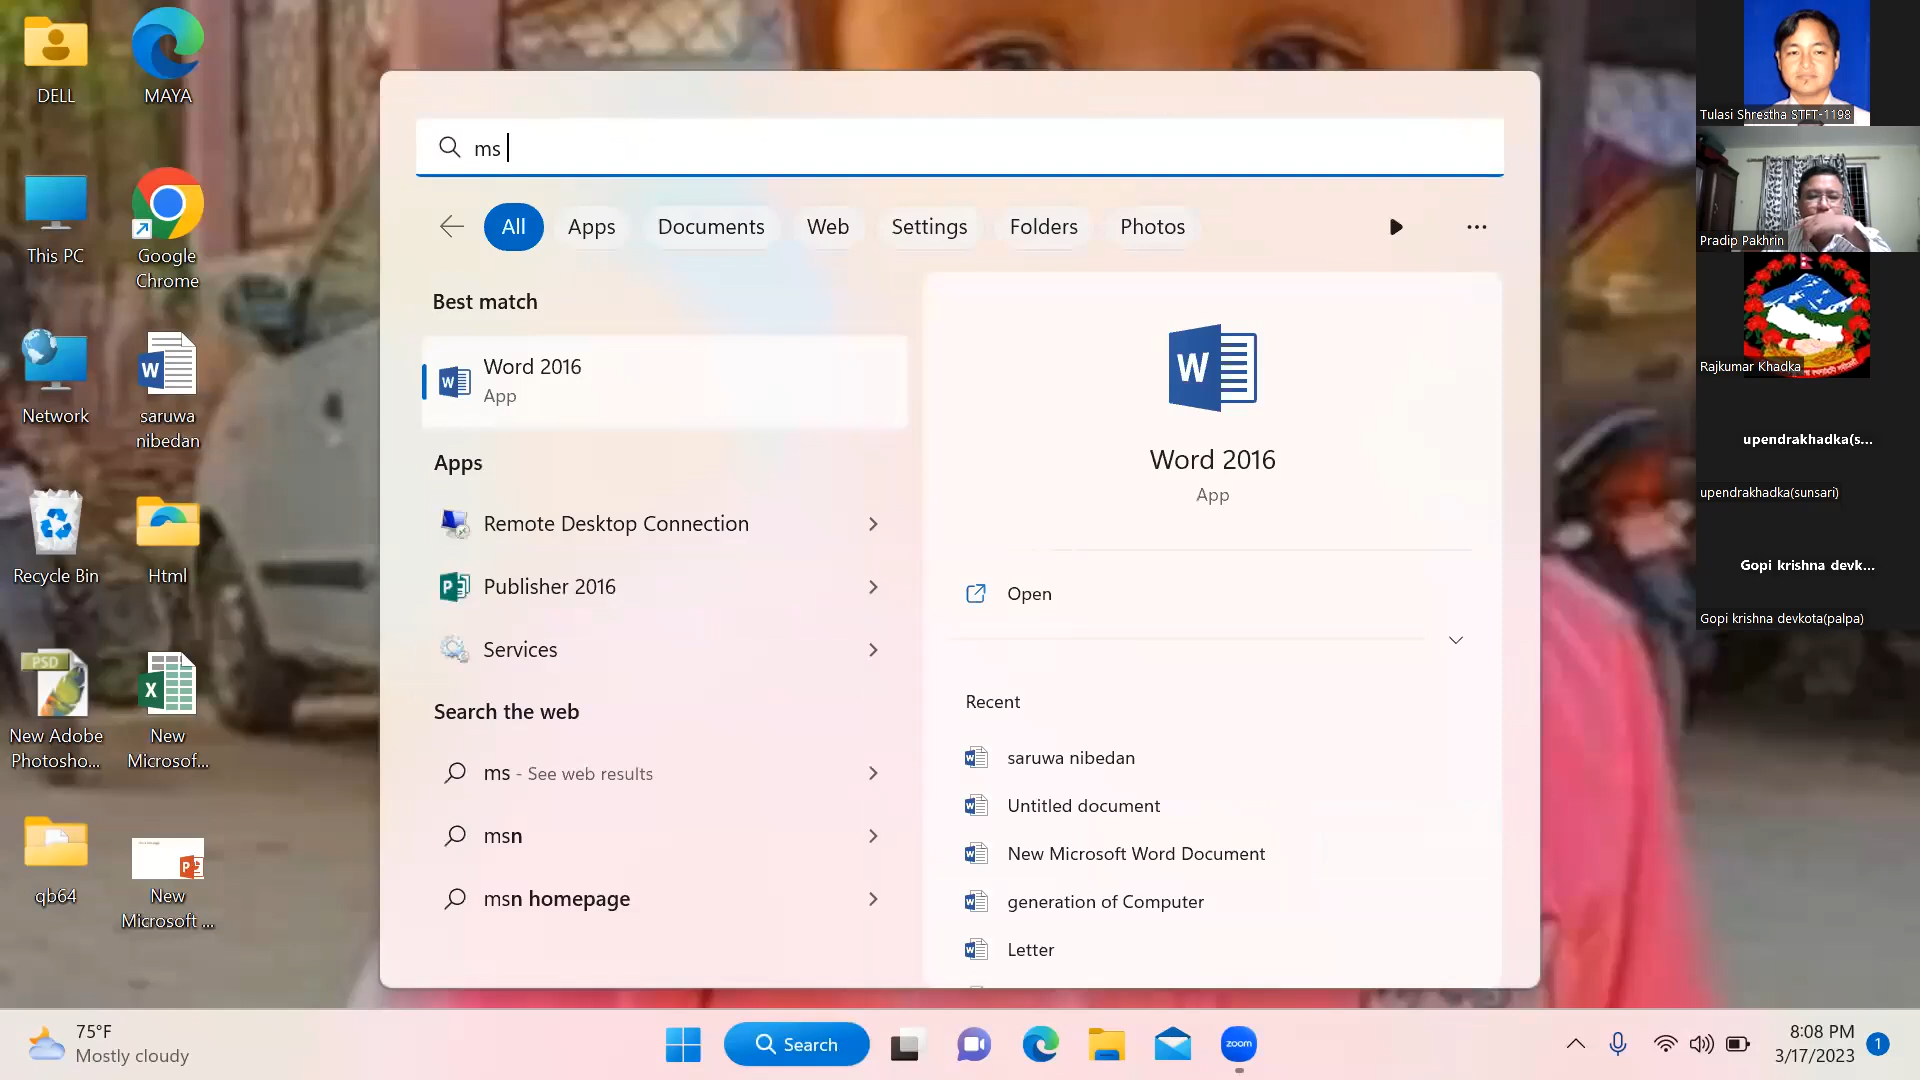 DELL
MAYA
This PC
Google
Chrome
Network
saruwa
nibedan
Recycle Bin
Html
PSD
New Adobe
Photosho...
New
Microsof...
qb64
New
Microsoft ...
ms
All
Apps
Documents
Web
Settings
Folders
Photos
Best match
Word 2016
App
Apps
Remote Desktop Connection
Publisher 2016
Services
Search the web
ms - See web results
msn
msn homepage
Word 2016
App
Open
Recent
saruwa nibedan
Untitled document
New Microsoft Word Document
generation of Computer
Letter
Tulasi Shrestha STFT-1198
Pradip Pakhrin
Rajkumar Khadka
upendrakhadka(s...
upendrakhadka(sunsari)
Gopi krishna devk...
Gopi krishna devkota(palpa)
75°F
Mostly cloudy
Search
zoom
8:08 PM
3/17/2023
1